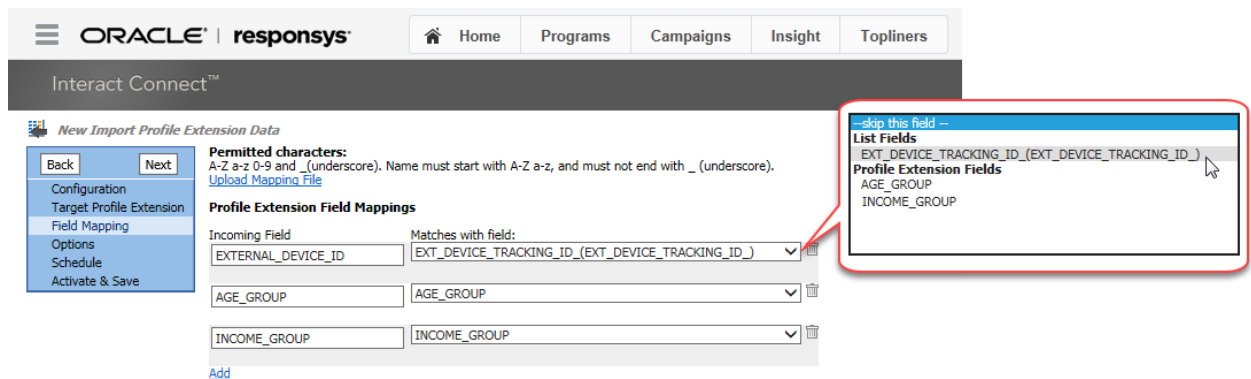 ORACLE® | responsys®
Home
Programs
Campaigns
Insight
Topliners
Interact Connect™
New Import Profile Extension Data
Back
Next
Configuration
Target Profile Extension
Field Mapping
Options
Schedule
Activate & Save
Permitted characters:
A-Z a-z 0-9 and _(underscore). Name must start with A-Z a-z, and must not end with _ (underscore).
Upload Mapping File
Profile Extension Field Mappings
Incoming Field
Matches with field:
EXTERNAL_DEVICE_ID
EXT_DEVICE_TRACKING_ID_(EXT_DEVICE_TRACKING_ID_)
AGE_GROUP
AGE_GROUP
INCOME_GROUP
INCOME_GROUP
Add
--skip this field --
List Fields
EXT_DEVICE_TRACKING_ID_(EXT_DEVICE_TRACKING_ID_)
Profile Extension Fields
AGE_GROUP
INCOME_GROUP